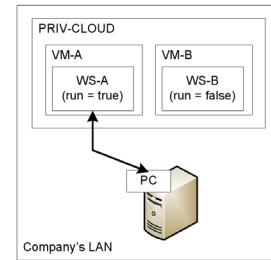 PRIV-CLOUD
VM-A
VM-B
WS-A
(run = true)
WS-B
(run = false)
PC
Company's LAN